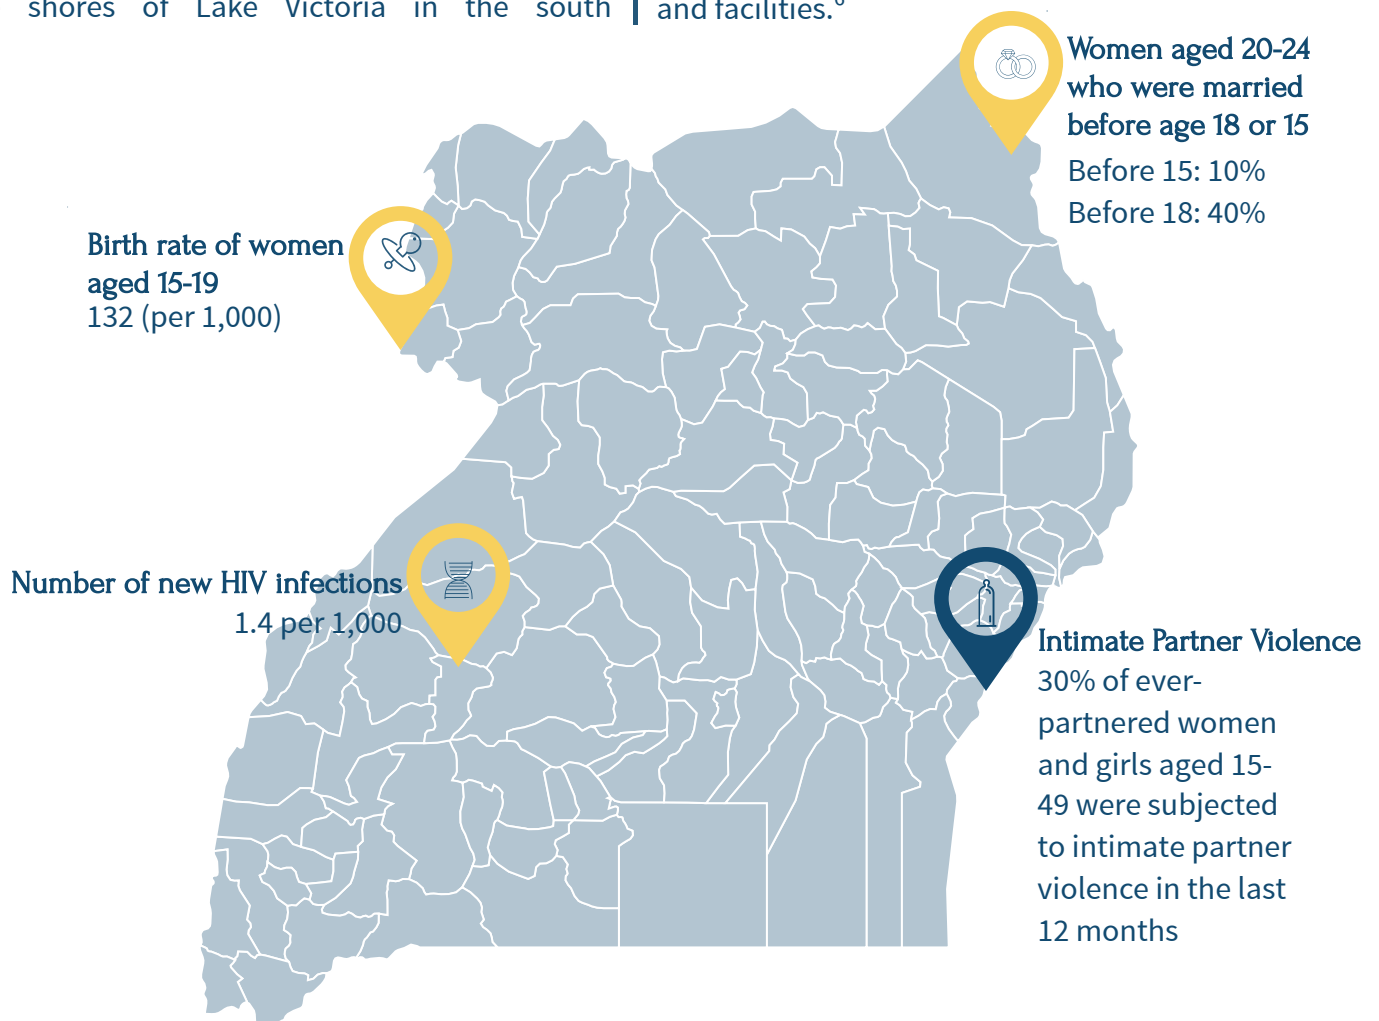 shores of Lake Victoria in the south
and facilities.⁶
Women aged 20-24
who were married
before age 18 or 15
Before 15: 10%
Before 18: 40%
Birth rate of women
aged 15-19
132 (per 1,000)
Number of new HIV infections
1.4 per 1,000
Intimate Partner Violence
30% of ever-
partnered women
and girls aged 15-
49 were subjected
to intimate partner
violence in the last
12 months